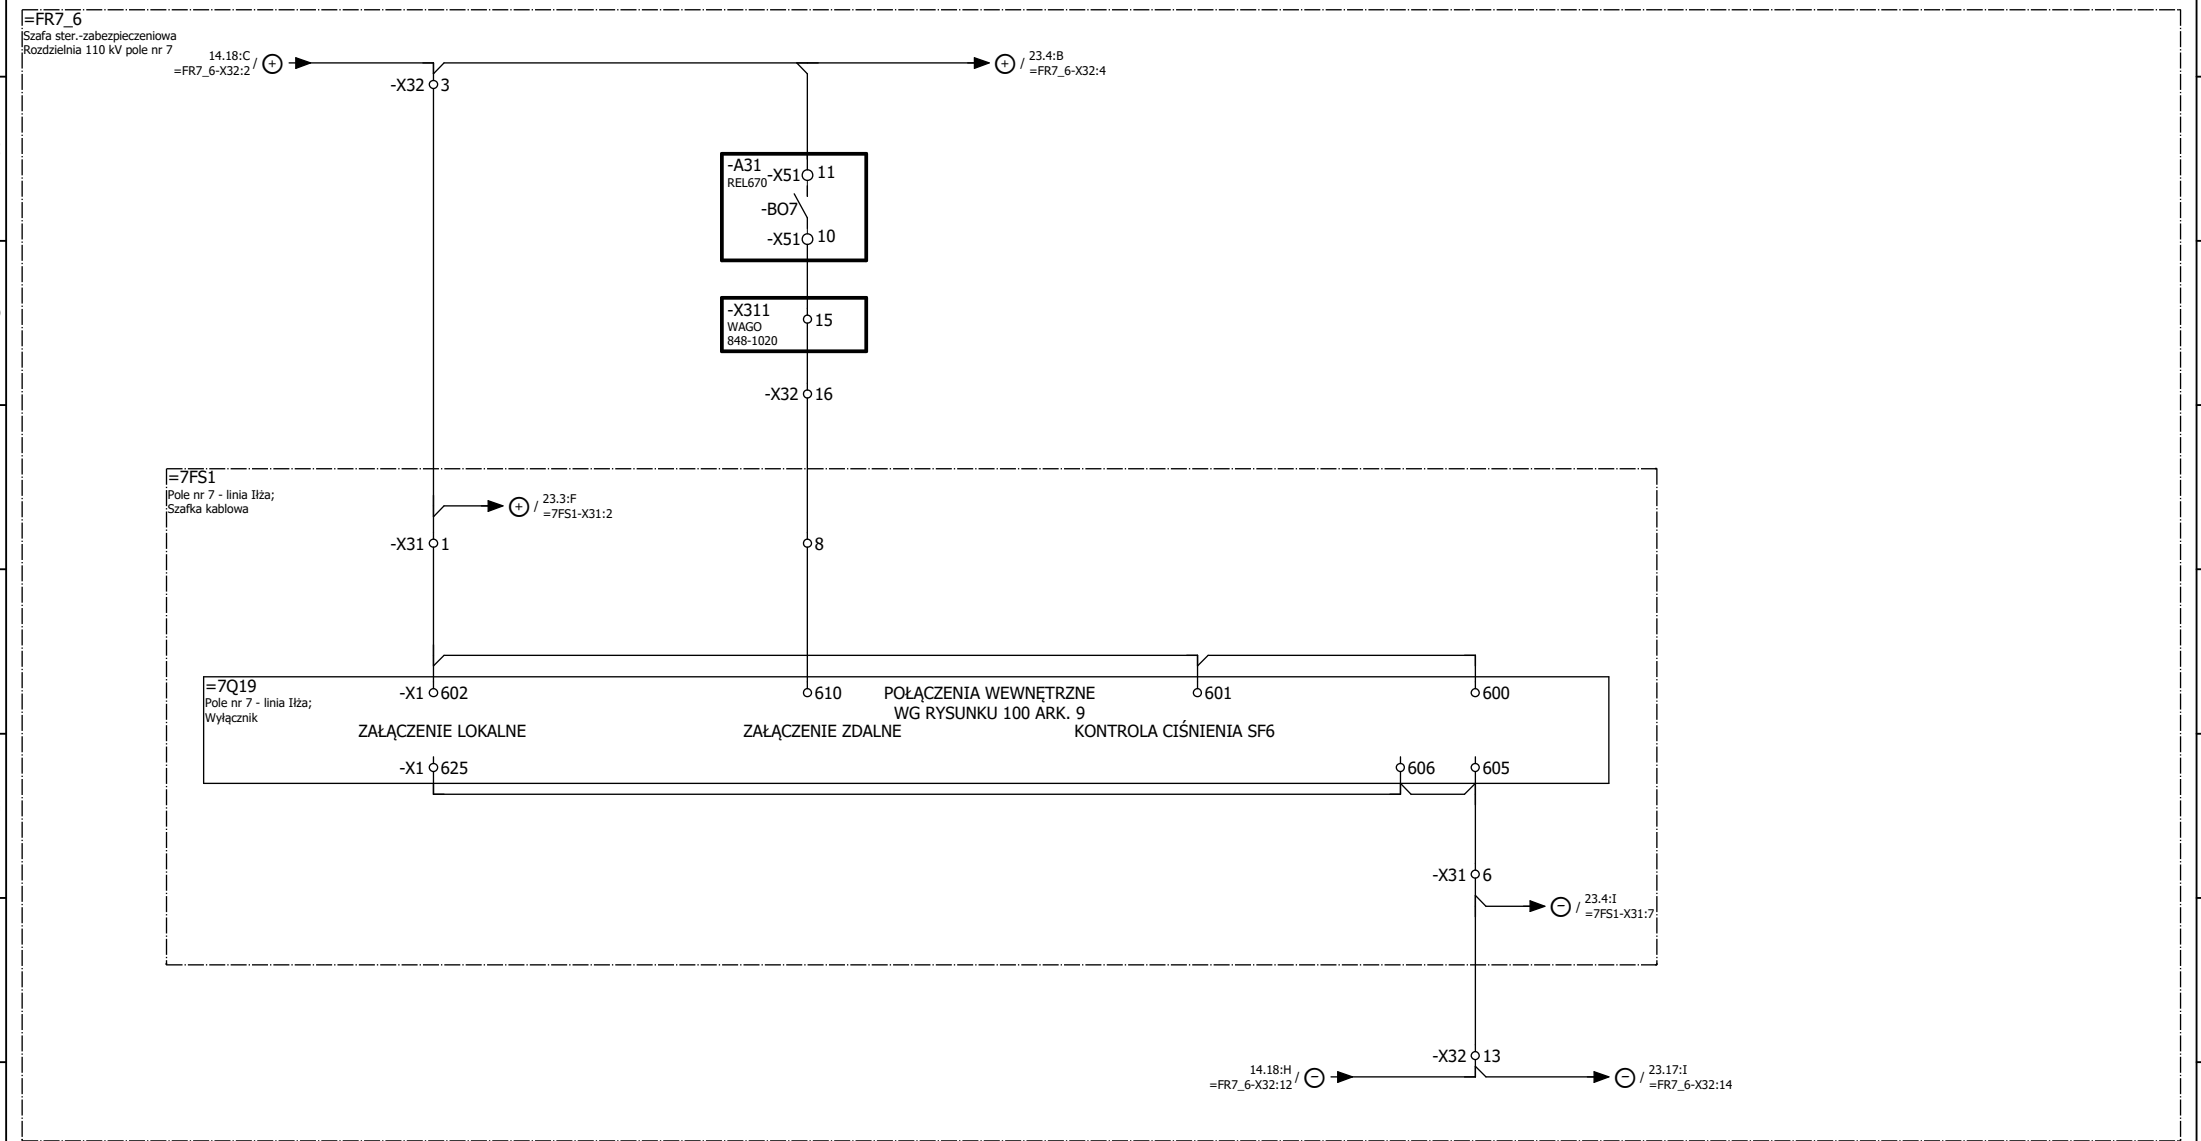 =FR7_6
Szafa ster.-zabezpieczeniowa
Rozdzielnia 110 kV pole nr 7
14.18:C
=FR7_6-X32:2 / +
+ / 23.4:B
=FR7_6-X32:4
-X32 3
-A31
REL670
-X51 11
-BO7
-X51 10
-X311
WAGO
848-1020
15
-X32 16
=7FS1
Pole nr 7 - linia Iłża;
Szafka kablowa
+ / 23.3:F
=7FS1-X31:2
-X31 1
8
=7Q19
Pole nr 7 - linia Iłża;
Wyłącznik
-X1 602
610
POŁĄCZENIA WEWNĘTRZNE
WG RYSUNKU 100 ARK. 9
601
600
ZAŁĄCZENIE LOKALNE
ZAŁĄCZENIE ZDALNE
KONTROLA CIŚNIENIA SF6
-X1 625
606
605
-X31 6
− / 23.4:I
=7FS1-X31:7
-X32 13
14.18:H
=FR7_6-X32:12 / −
− / 23.17:I
=FR7_6-X32:14